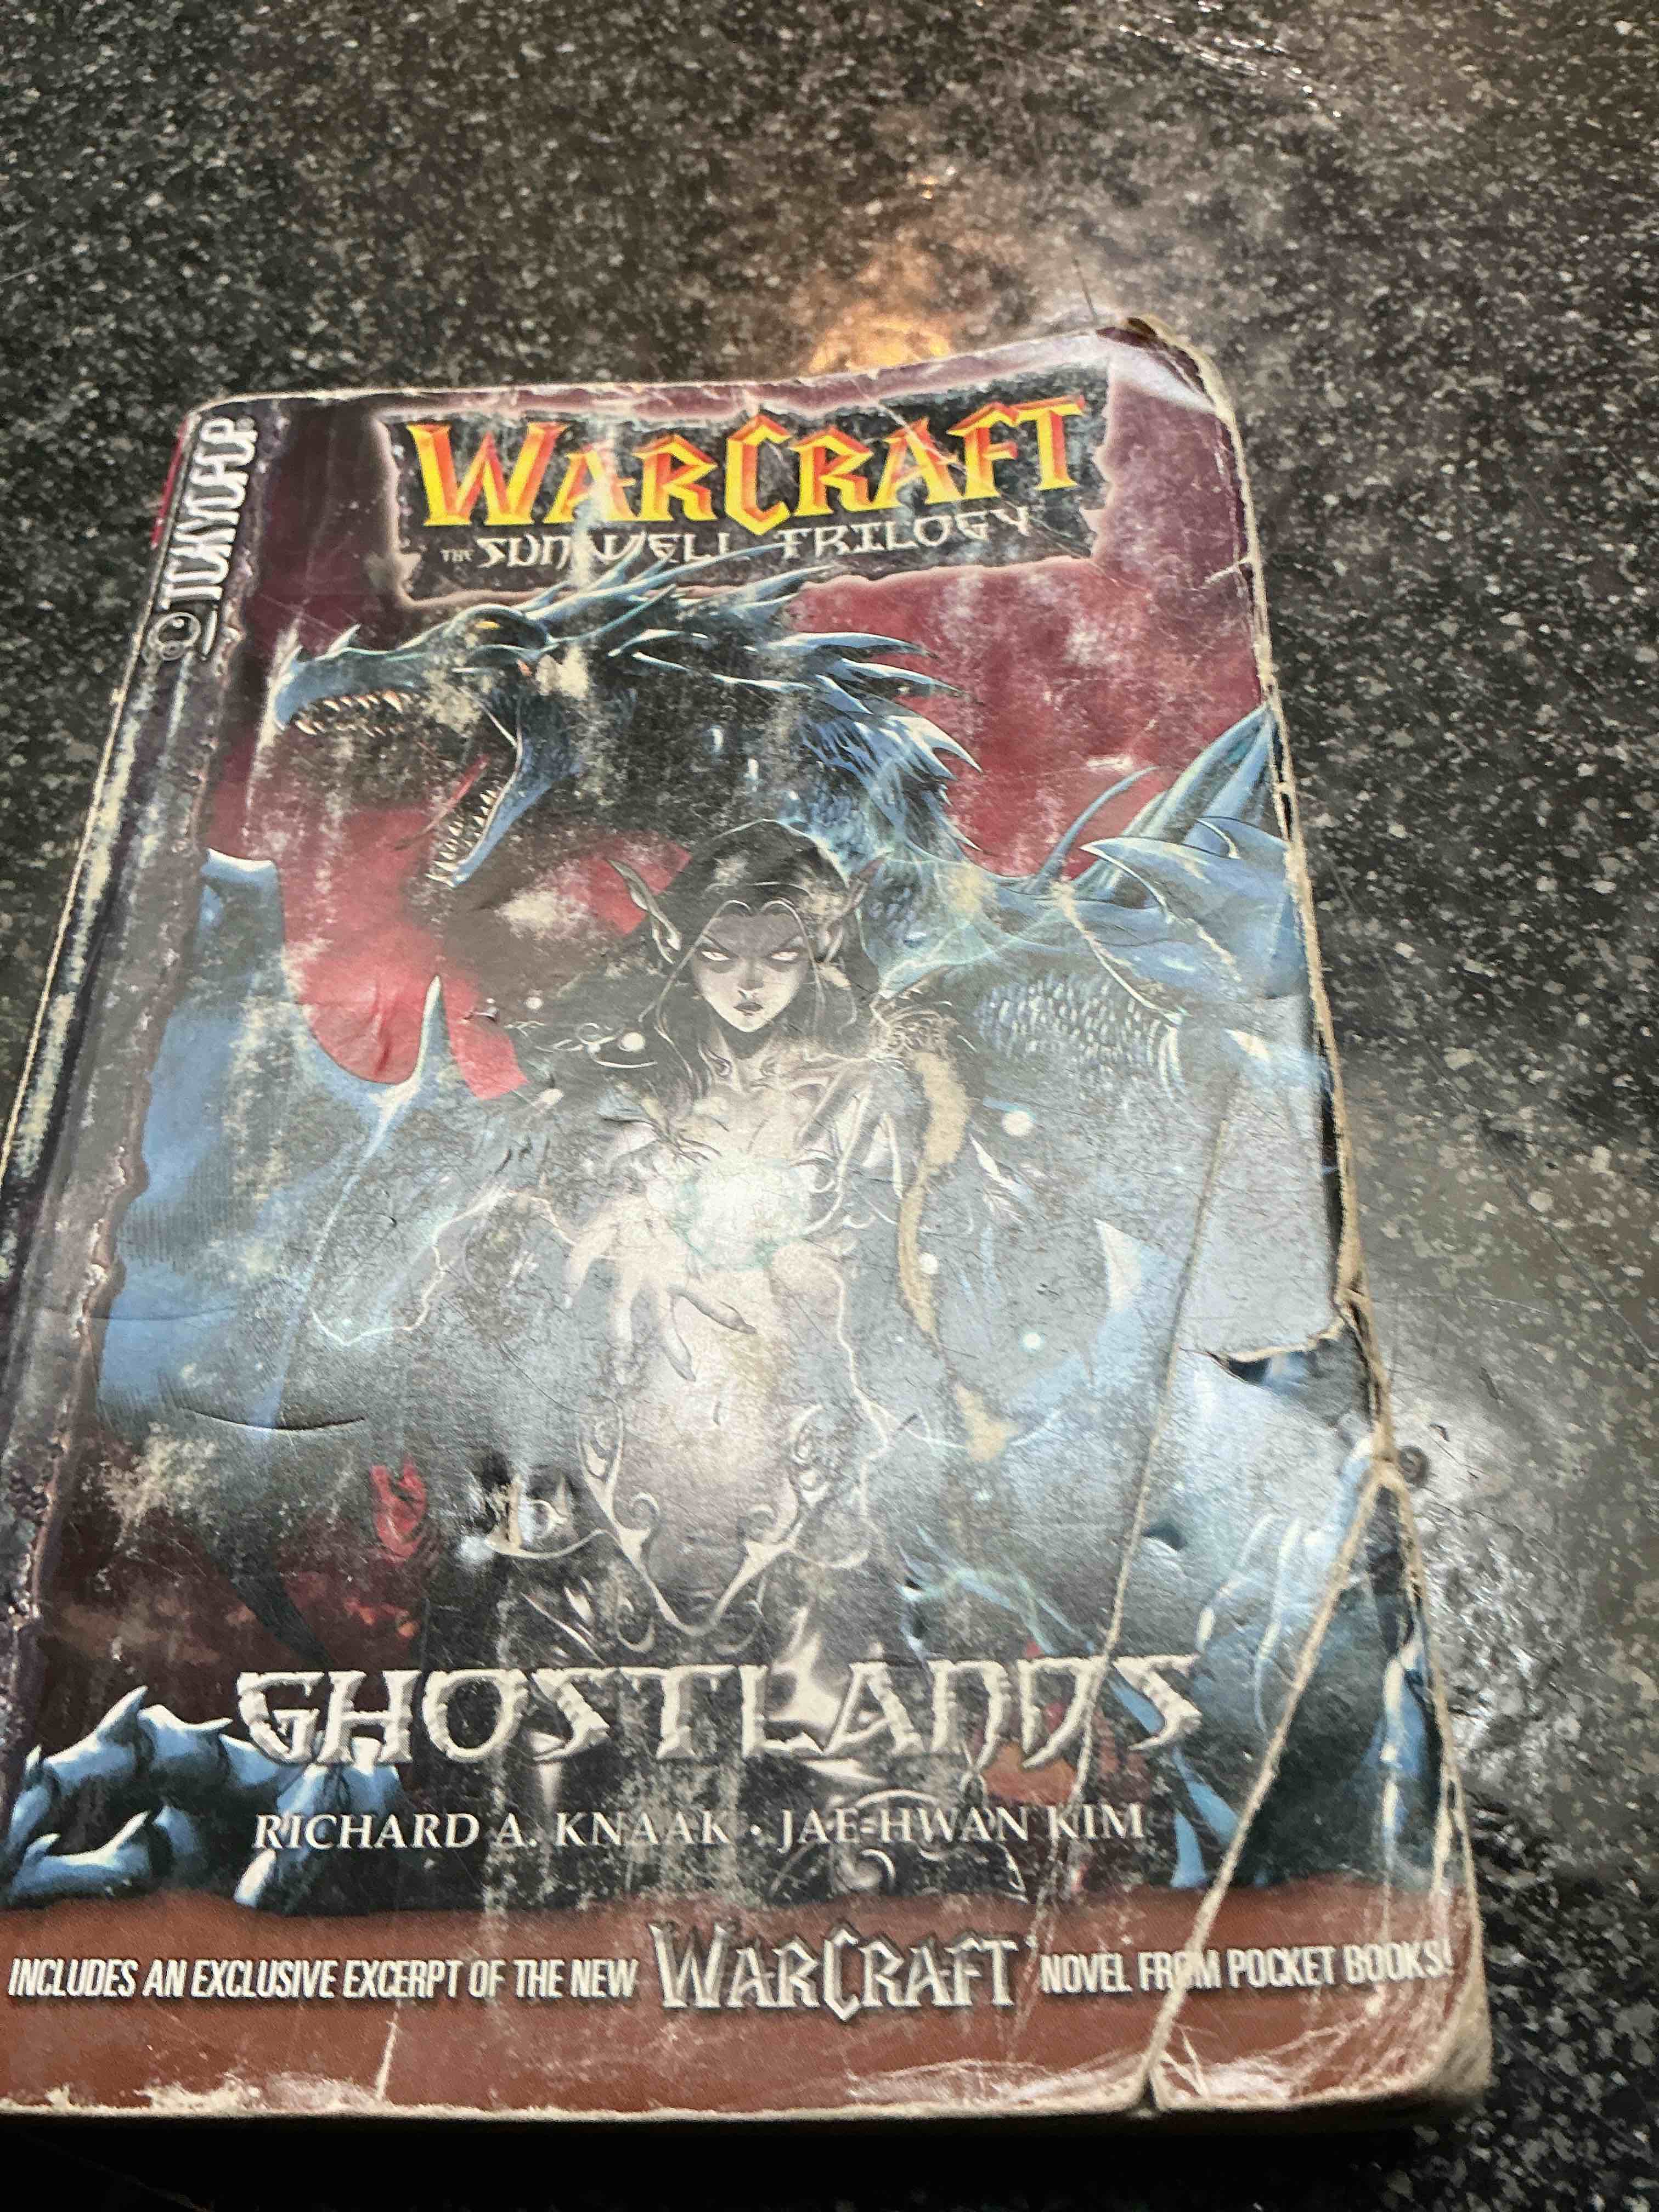 TOKYOPOP
WARCRAFT
THE SUNWELL TRILOGY
GHOSTLANDS
RICHARD A. KNAAK · JAE-HWAN KIM
INCLUDES AN EXCLUSIVE EXCERPT OF THE NEW WARCRAFT NOVEL FROM POCKET BOOKS!